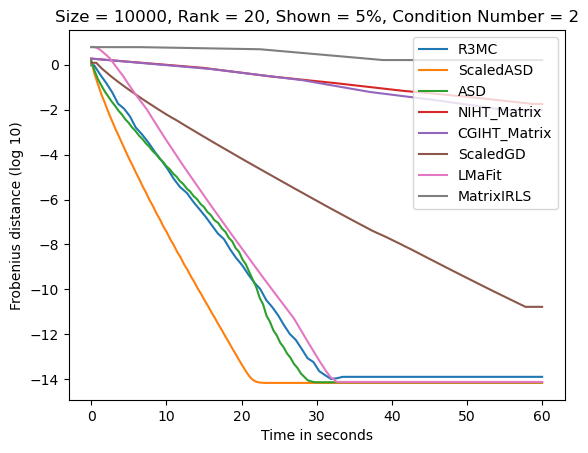 Size = 10000, Rank = 20, Shown = 5%, Condition Number = 2
R3MC
ScaledASD
ASD
NIHT_Matrix
CGIHT_Matrix
ScaledGD
LMaFit
MatrixIRLS
Frobenius distance (log 10)
0
−2
−4
−6
−8
−10
−12
−14
0 10 20 30 40 50 60
Time in seconds